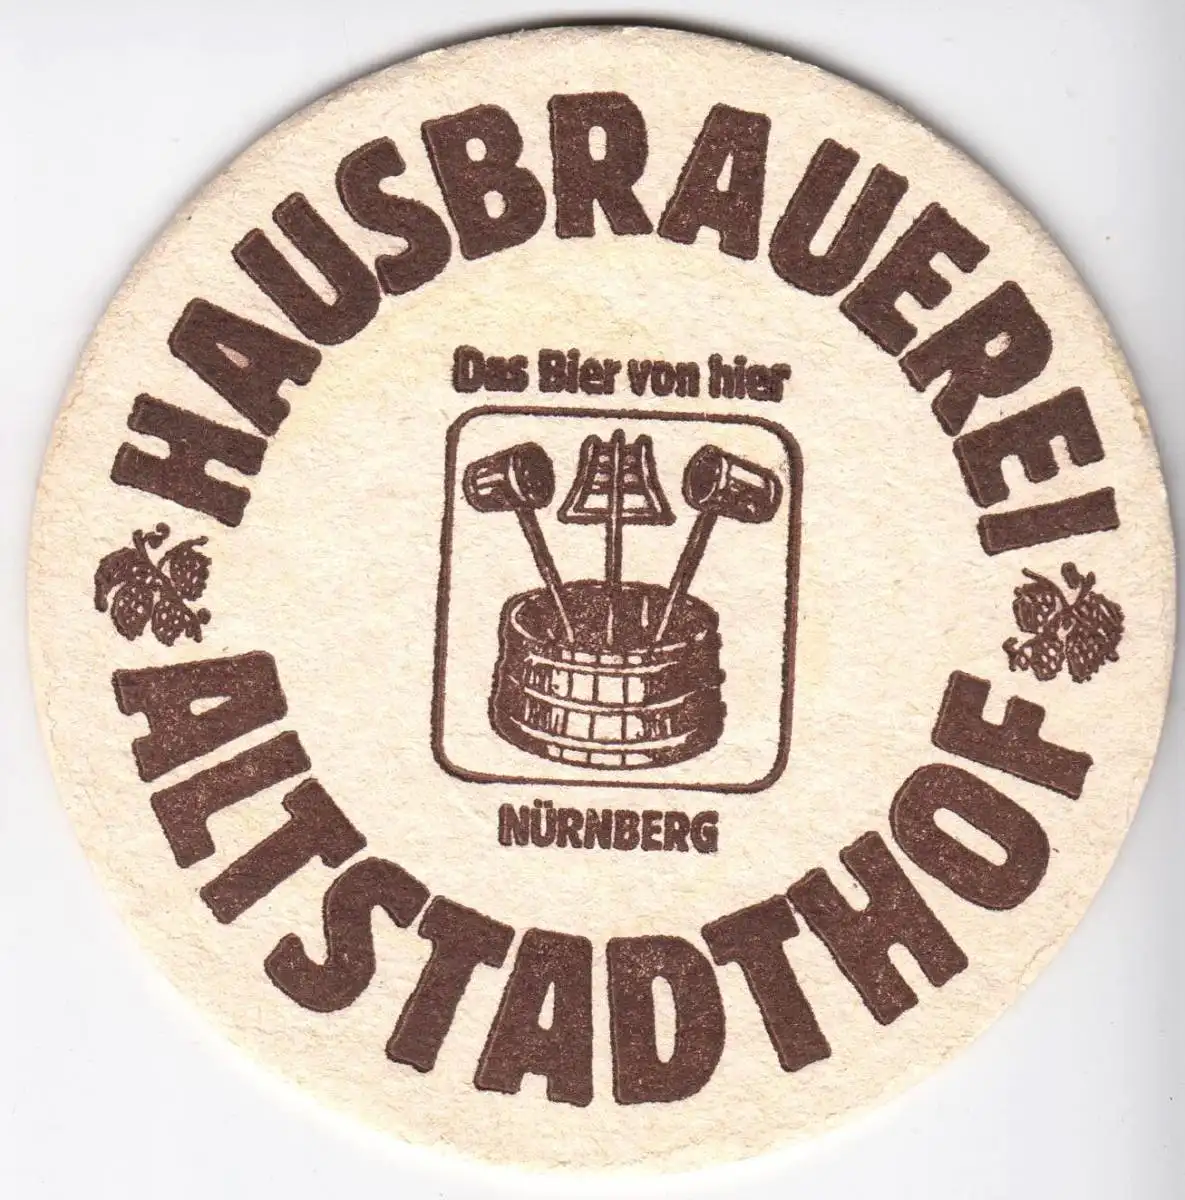 HAUSBRAUEREI
Das Bier von hier
NÜRNBERG
ALTSTADTHOF